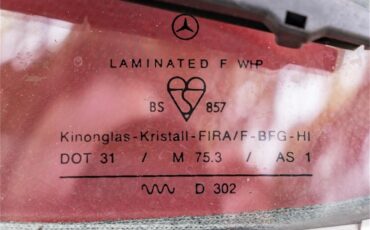 LAMINATED F WIP
BS 857
Kinonglas-Kristall-FIRA/F-BFG-HI
DOT 31 / M 75.3 / AS 1
D 302